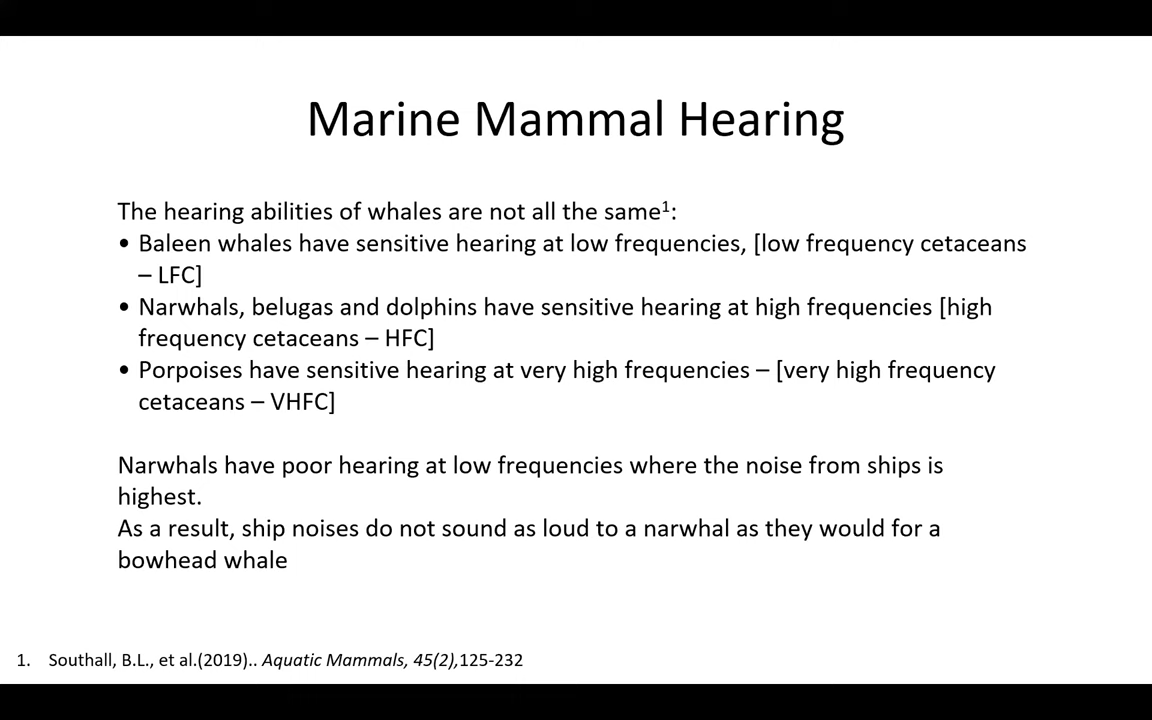 Marine Mammal Hearing
The hearing abilities of whales are not all the same¹:
• Baleen whales have sensitive hearing at low frequencies, [low frequency cetaceans
– LFC]
• Narwhals, belugas and dolphins have sensitive hearing at high frequencies [high
frequency cetaceans – HFC]
• Porpoises have sensitive hearing at very high frequencies – [very high frequency
cetaceans – VHFC]
Narwhals have poor hearing at low frequencies where the noise from ships is
highest.
As a result, ship noises do not sound as loud to a narwhal as they would for a
bowhead whale
1. Southall, B.L., et al.(2019).. Aquatic Mammals, 45(2),125-232